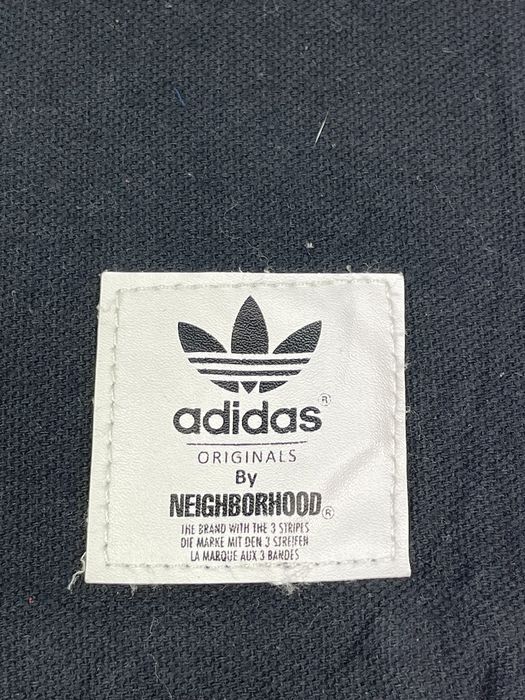 adidas®
ORIGINALS
By
NEIGHBORHOOD®
THE BRAND WITH THE 3 STRIPES
DIE MARKE MIT DEN 3 STREIFEN
LA MARQUE AUX 3 BANDES